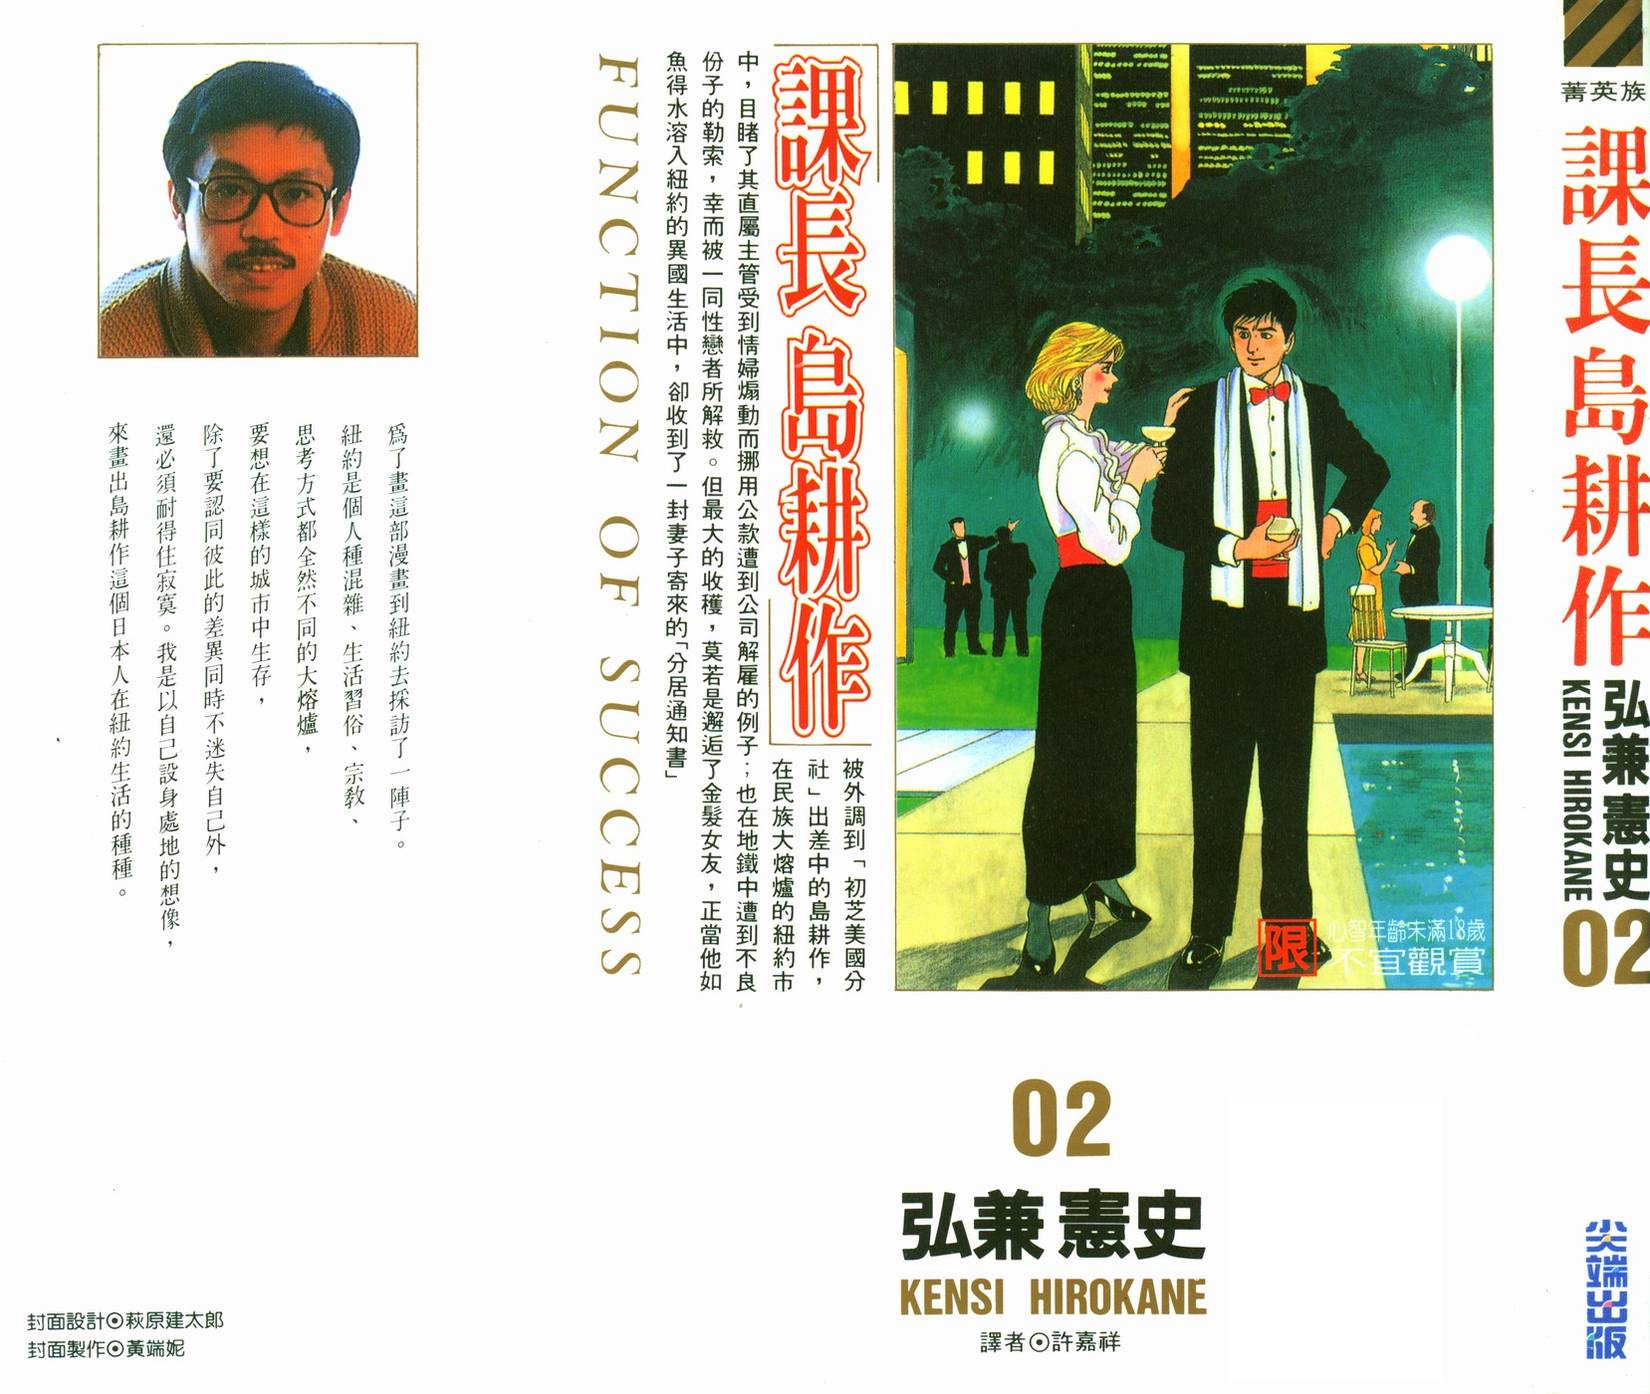 菁英族
課長島耕作
弘兼憲史
KENSI HIROKANE
02
尖端出版
心智年齡未滿18歲
限 不宜觀賞
課長 島耕作
被外調到「初芝美國分
社」出差中的島耕作，
在民族大熔爐的紐約市
中，目睹了其直屬主管受到情婦煽動而挪用公款遭到公司解雇的例子；也在地鐵中遭到不良
份子的勒索，幸而被一同性戀者所解救。但最大的收穫，莫若是邂逅了金髮女友，正當他如
魚得水溶入紐約的異國生活中，卻收到了一封妻子寄來的「分居通知書」
FUNCTION OF SUCCESS
02
弘兼憲史
KENSI HIROKANE
譯者⊙許嘉祥
爲了畫這部漫畫到紐約去採訪了一陣子。
紐約是個人種混雜、生活習俗、宗教、
思考方式都全然不同的大熔爐，
要想在這樣的城市中生存，
除了要認同彼此的差異同時不迷失自己外，
還必須耐得住寂寞。我是以自己設身處地的想像，
來畫出島耕作這個日本人在紐約生活的種種。
封面設計⊙萩原建太郎
封面製作⊙黃端妮